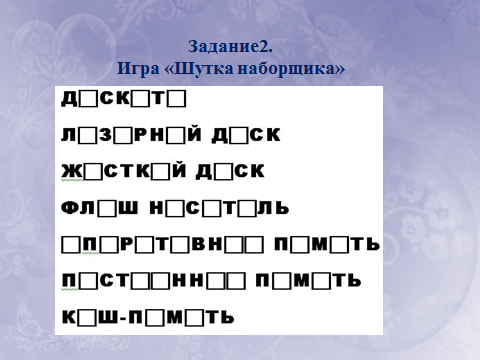 Задание2.
Игра «Шутка наборщика»
Д□СК□Т□
Л□З□РН□Й Д□СК
Ж□СТК□Й Д□СК
ФЛ□Ш Н□С□Т□ЛЬ
□П□Р□Т□ВН□□ П□М□ТЬ
П□СТ□□НН□□ П□М□ТЬ
К□Ш-П□М□ТЬ